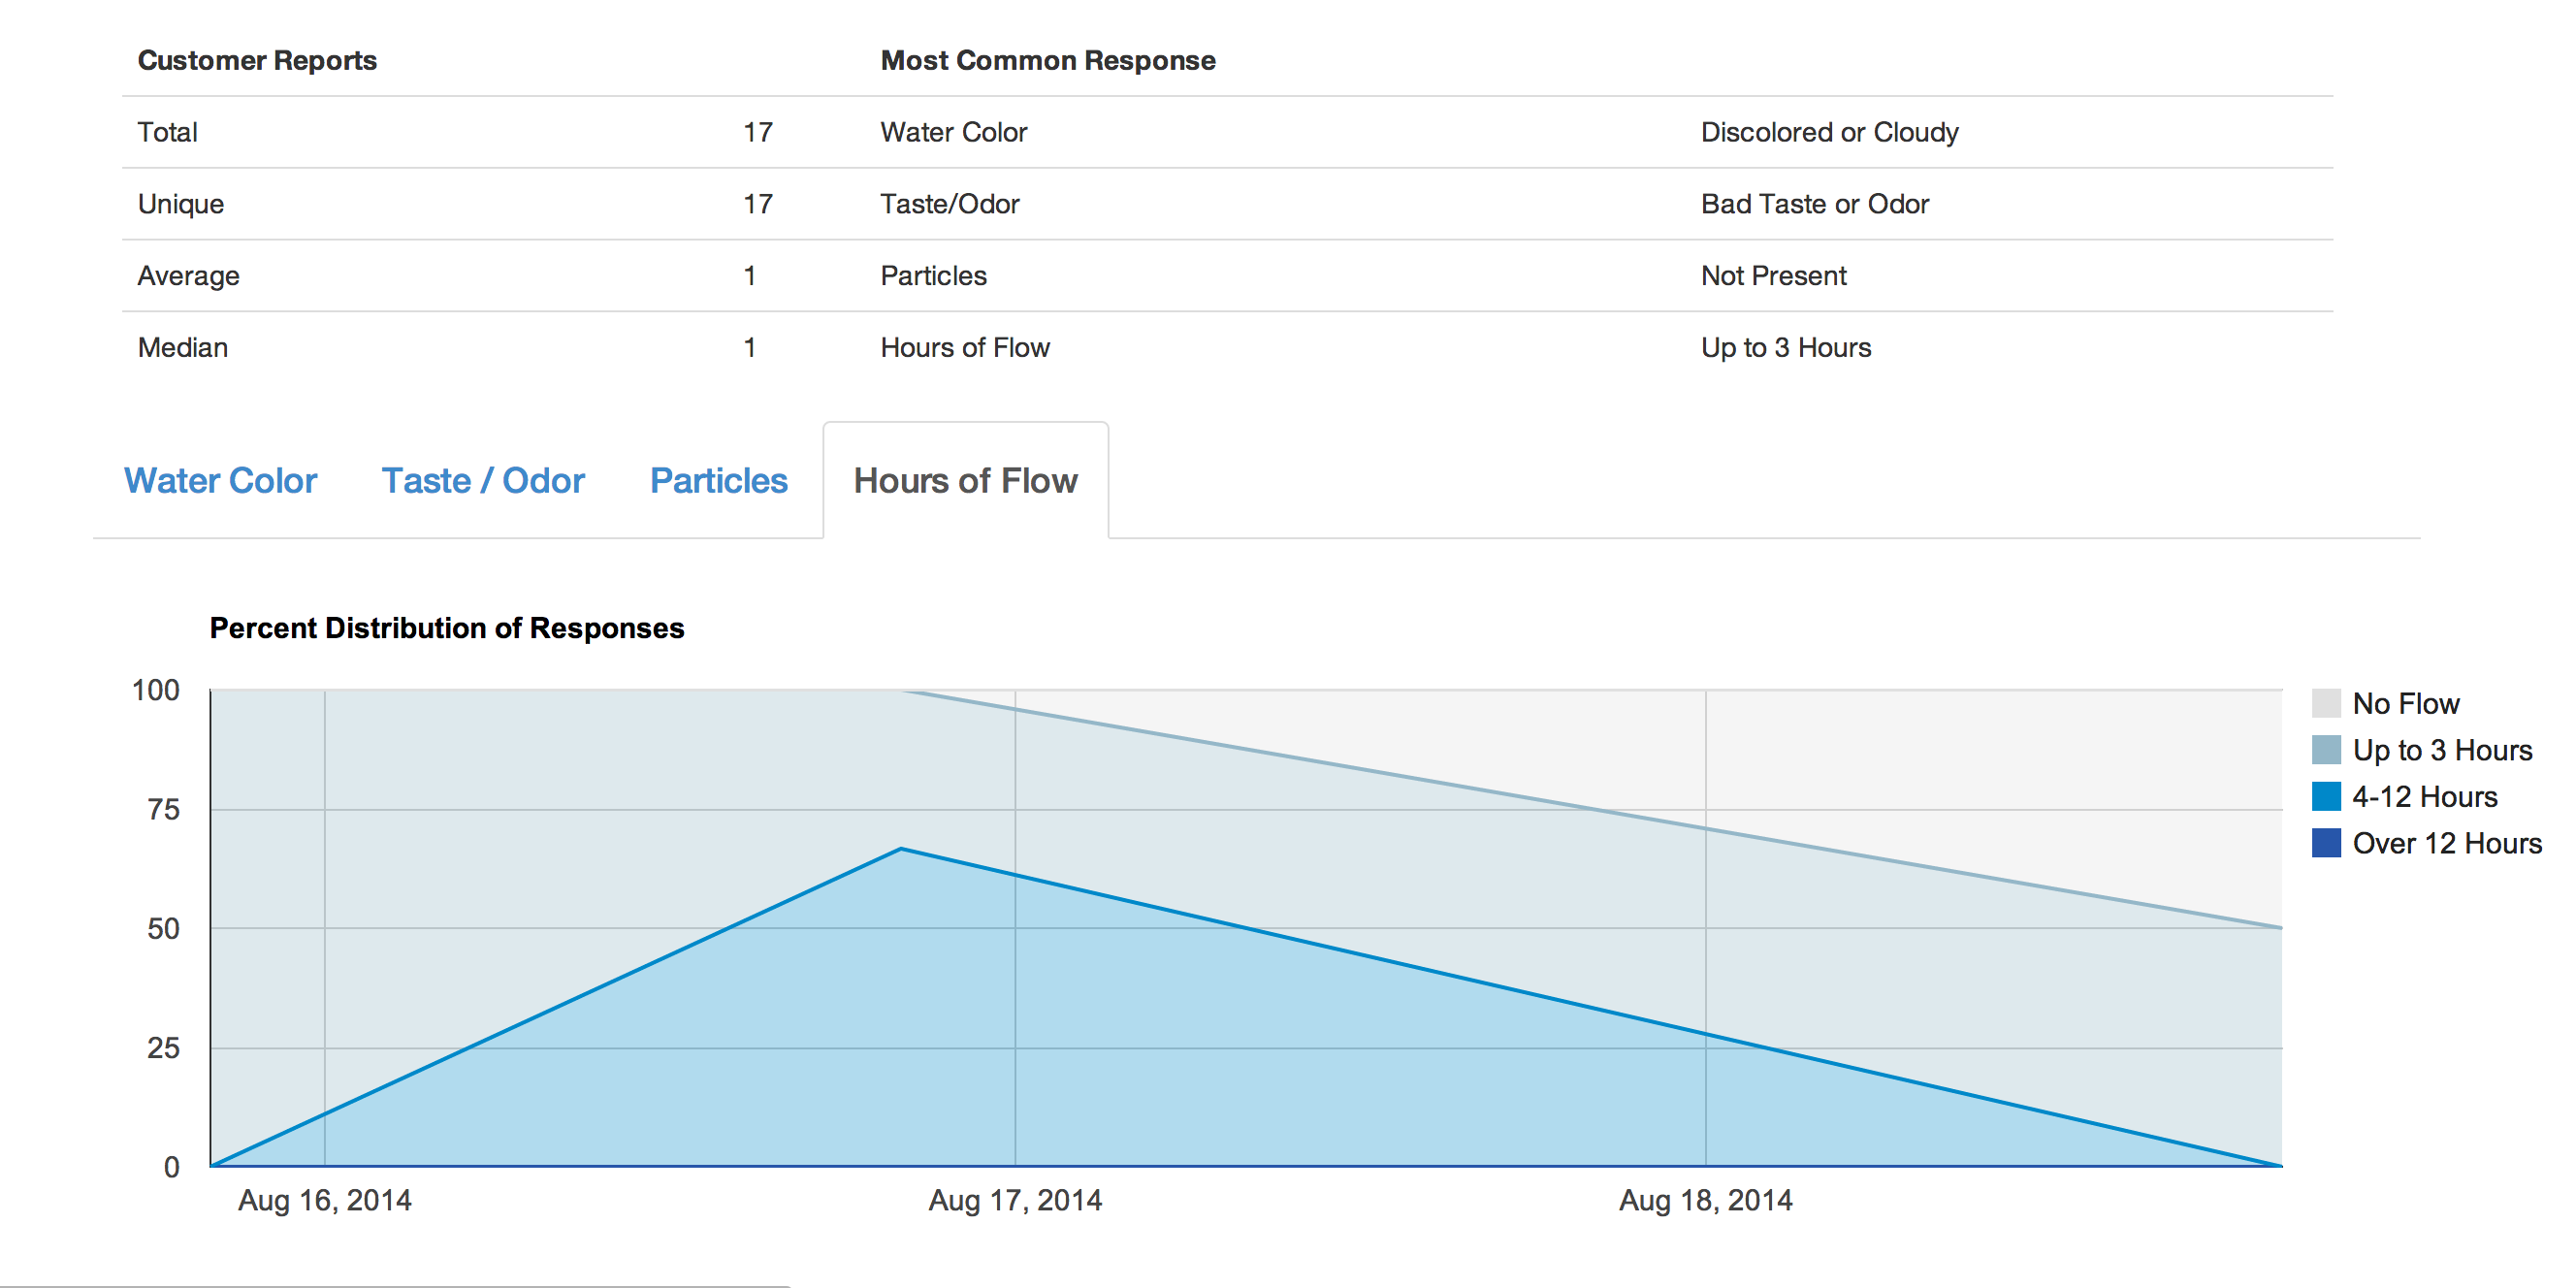 Customer Reports Most Common Response
Total 17 Water Color Discolored or Cloudy
Unique 17 Taste/Odor Bad Taste or Odor
Average 1 Particles Not Present
Median 1 Hours of Flow Up to 3 Hours
Water Color Taste / Odor Particles Hours of Flow
Percent Distribution of Responses
100
75
50
25
0
Aug 16, 2014 Aug 17, 2014 Aug 18, 2014
No Flow
Up to 3 Hours
4-12 Hours
Over 12 Hours